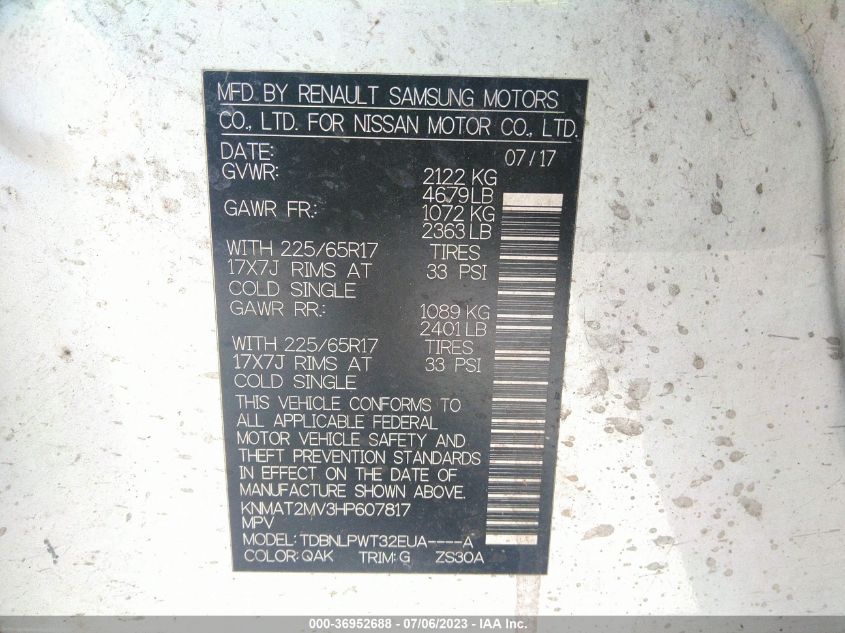 MFD. BY RENAULT SAMSUNG MOTORS
CO., LTD. FOR NISSAN MOTOR CO., LTD.
DATE: 07/17
GVWR: 2122 KG
4679LB
GAWR FR.: 1072 KG
2363 LB
WITH 225/65R17 TIRES
17X7J RIMS AT 33 PSI
COLD SINGLE
GAWR RR.: 1089 KG
2401LB
WITH 225/65R17 TIRES
17X7J RIMS AT 33 PSI
COLD SINGLE
THIS VEHICLE CONFORMS TO
ALL APPLICABLE FEDERAL
MOTOR VEHICLE SAFETY AND
THEFT PREVENTION STANDARDS
IN EFFECT ON THE DATE OF
MANUFACTURE SHOWN ABOVE.
KNMAT2MV3HP607817
MPV
MODEL: TDBNLPWT32EUA----A
COLOR: QAK TRIM: G ZS30A
000-36952688 - 07/06/2023 - IAA Inc.